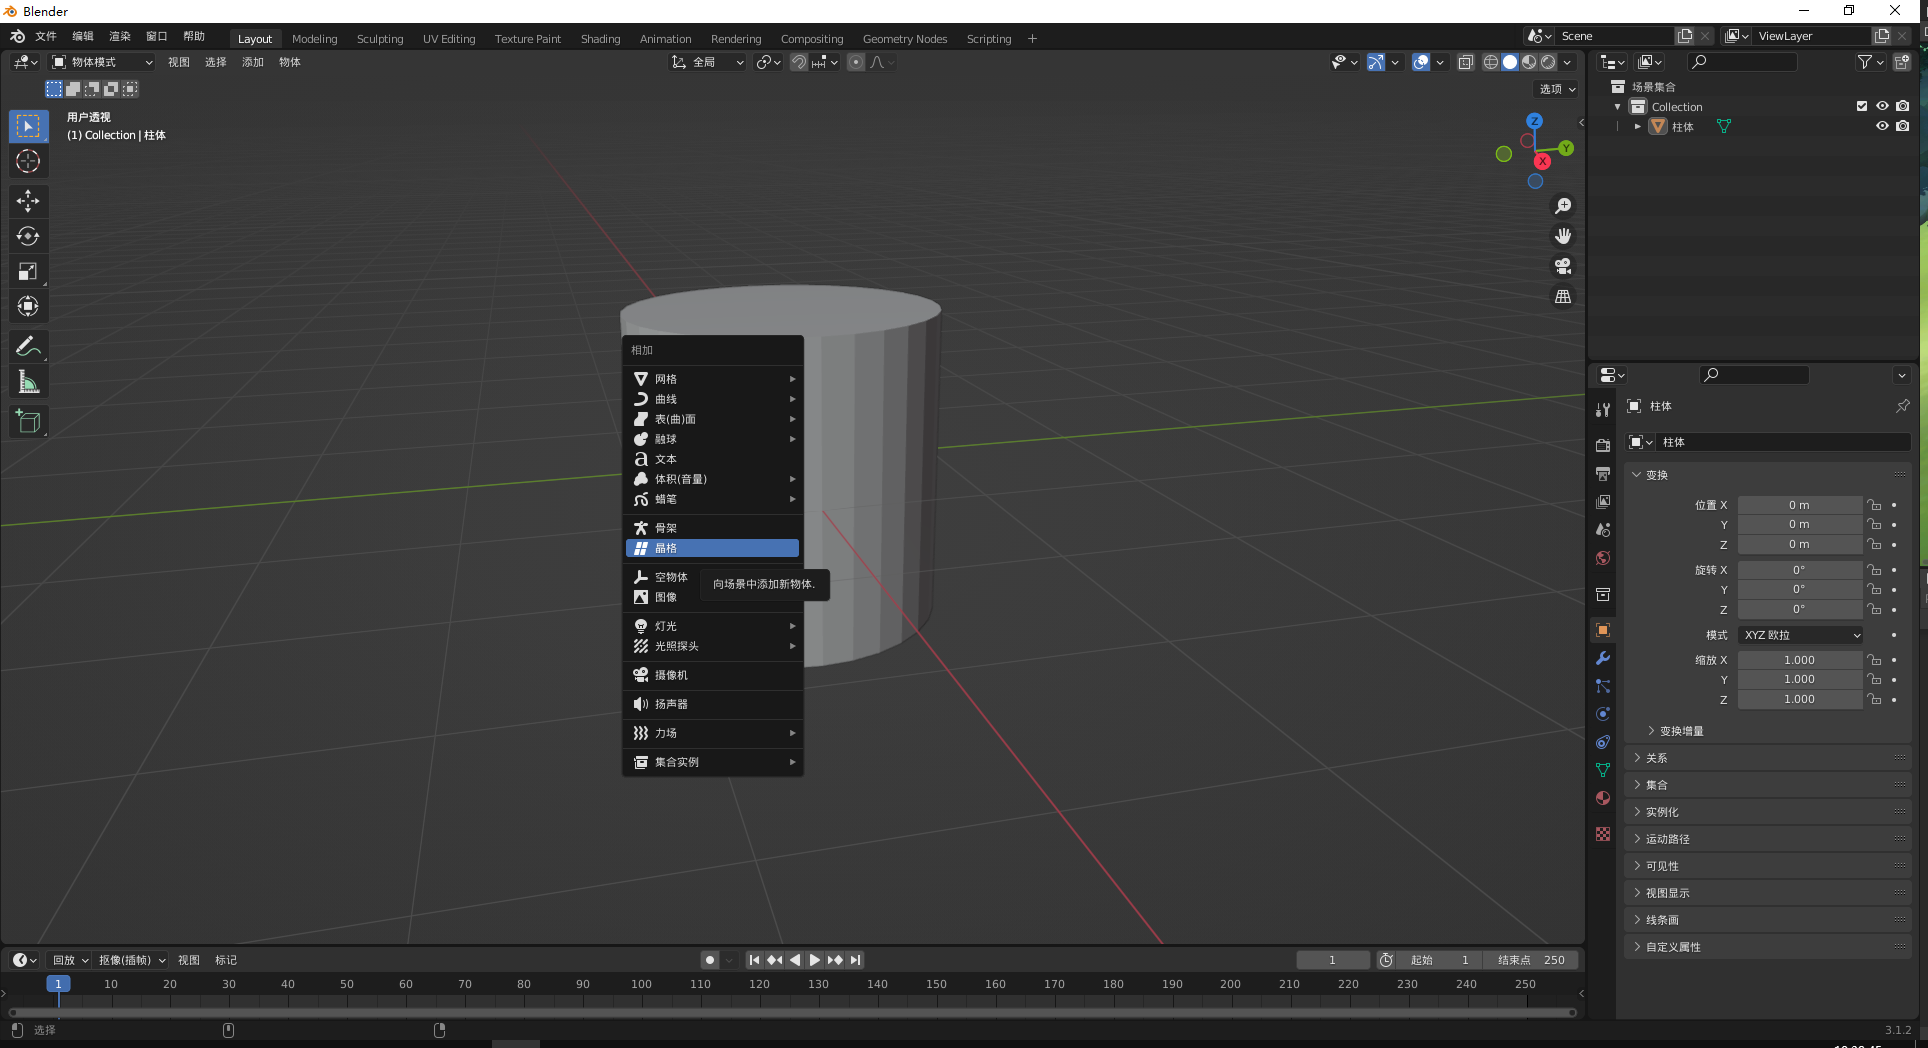 Blender
文件 编辑 渲染 窗口 帮助 Layout Modeling Sculpting UV Editing Texture Paint Shading Animation Rendering Compositing Geometry Nodes Scripting + Scene ViewLayer
物体模式 视图 选择 添加 物体 全局
选项
用户透视
(1) Collection | 柱体
Z
Y
X
相加
网格
曲线
表(曲)面
融球
a 文本
体积(音量)
蜡笔
骨架
晶格
空物体
向场景中添加新物体.
图像
灯光
光照探头
摄像机
扬声器
力场
集合实例
场景集合
Collection
柱体
柱体
柱体
变换
位置 X 0 m
Y 0 m
Z 0 m
旋转 X 0°
Y 0°
Z 0°
模式 XYZ 欧拉
缩放 X 1.000
Y 1.000
Z 1.000
变换增量
关系
集合
实例化
运动路径
可见性
视图显示
线条画
自定义属性
回放 抠像(插帧) 视图 标记 1 起始 1 结束点 250
1 10 20 30 40 50 60 70 80 90 100 110 120 130 140 150 160 170 180 190 200 210 220 230 240 250
选择
3.1.2